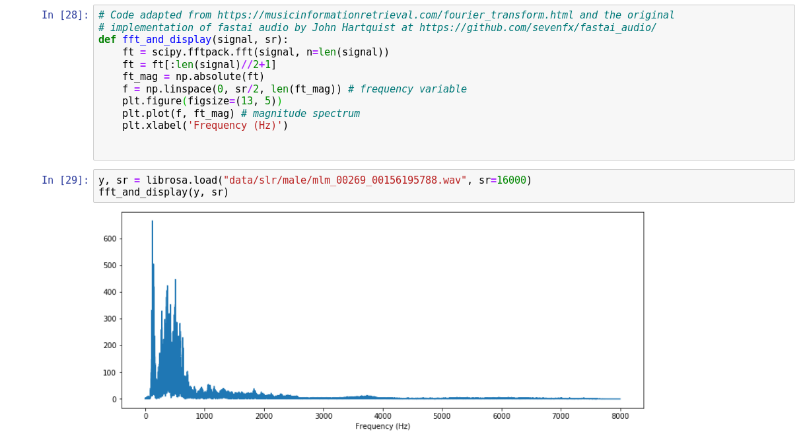 In [28]: # Code adapted from https://musicinformationretrieval.com/fourier_transform.html and the original
# implementation of fastai audio by John Hartquist at https://github.com/sevenfx/fastai_audio/
def fft_and_display(signal, sr):
    ft = scipy.fftpack.fft(signal, n=len(signal))
    ft = ft[:len(signal)//2+1]
    ft_mag = np.absolute(ft)
    f = np.linspace(0, sr/2, len(ft_mag)) # frequency variable
    plt.figure(figsize=(13, 5))
    plt.plot(f, ft_mag) # magnitude spectrum
    plt.xlabel('Frequency (Hz)')
In [29]: y, sr = librosa.load("data/slr/male/mlm_00269_00156195788.wav", sr=16000)
fft_and_display(y, sr)
600
500
400
300
200
100
0
0 1000 2000 3000 4000 5000 6000 7000 8000
Frequency (Hz)